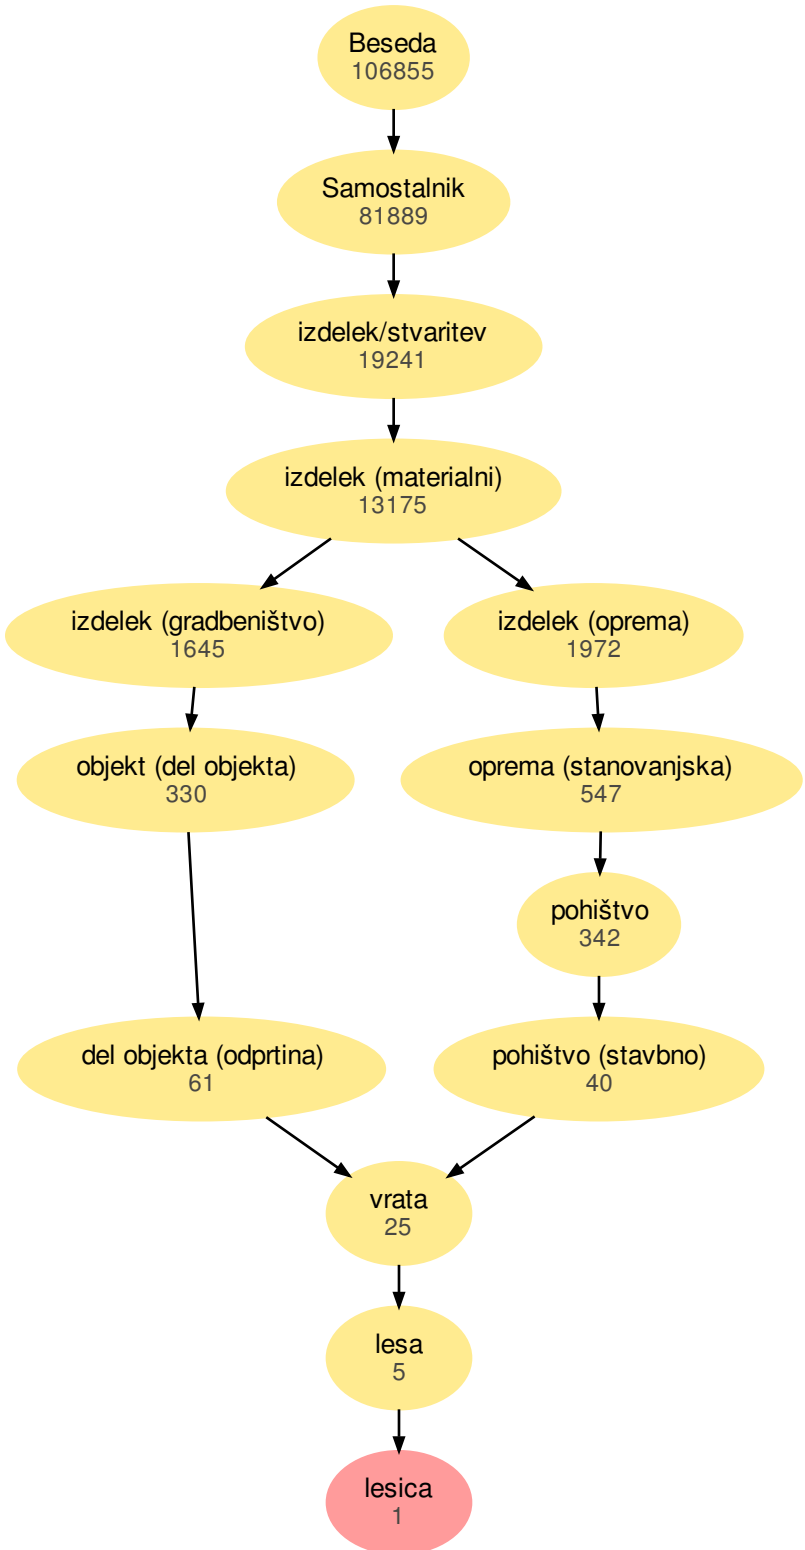 Beseda
106855
Samostalnik
81889
izdelek/stvaritev
19241
izdelek (materialni)
13175
izdelek (gradbeništvo)
1645
izdelek (oprema)
1972
objekt (del objekta)
330
oprema (stanovanjska)
547
pohištvo
342
del objekta (odprtina)
61
pohištvo (stavbno)
40
vrata
25
lesa
5
lesica
1